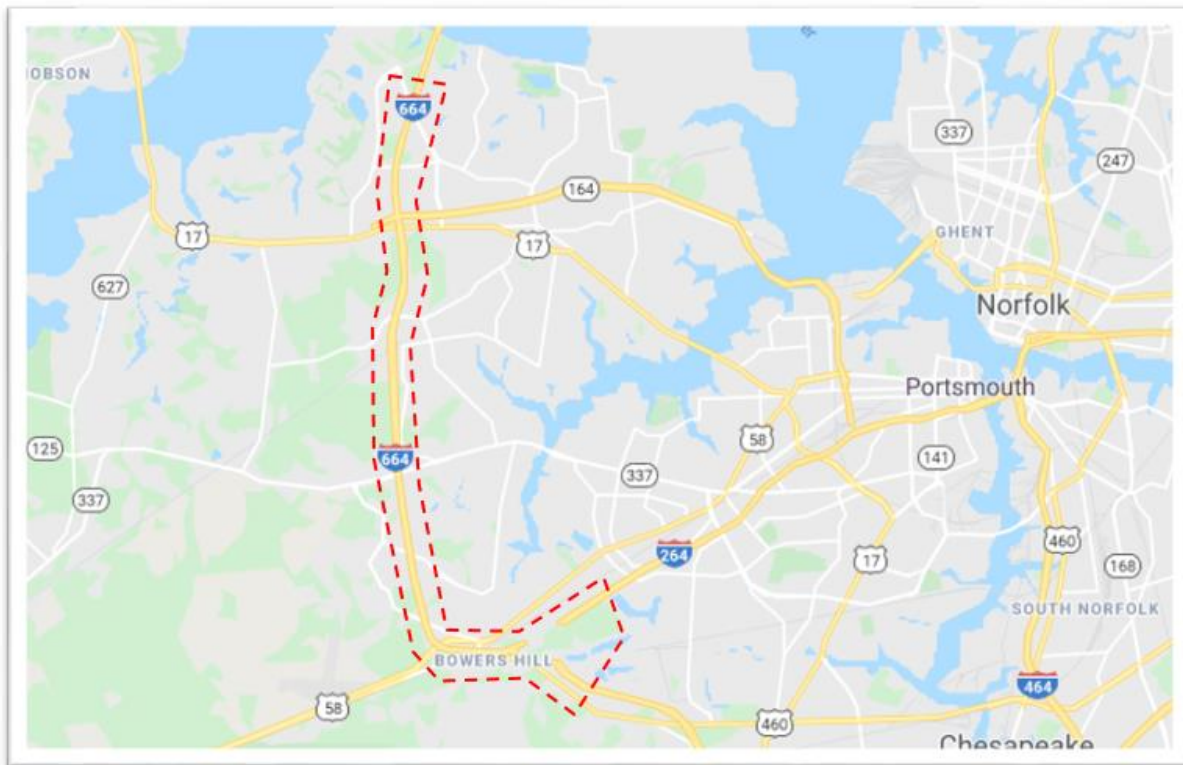 HOBSON
664
337
247
164
17
17
GHENT
627
Norfolk
Portsmouth
58
125
664
141
337
337
264
460
17
168
SOUTH NORFOLK
BOWERS HILL
464
58
460
Chesapeake